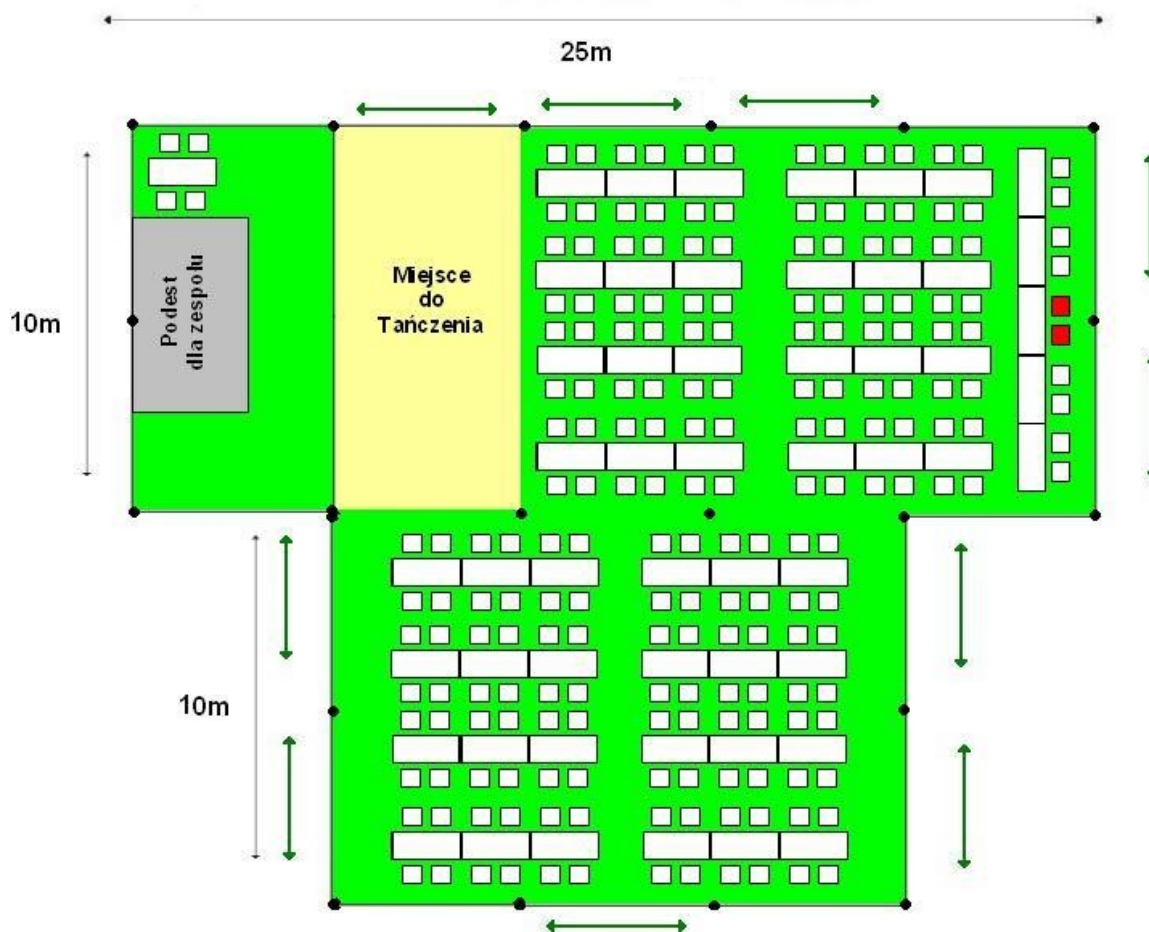 25m
10m
Podest
dla zespołu
Miejsce
do
Tańczenia
10m